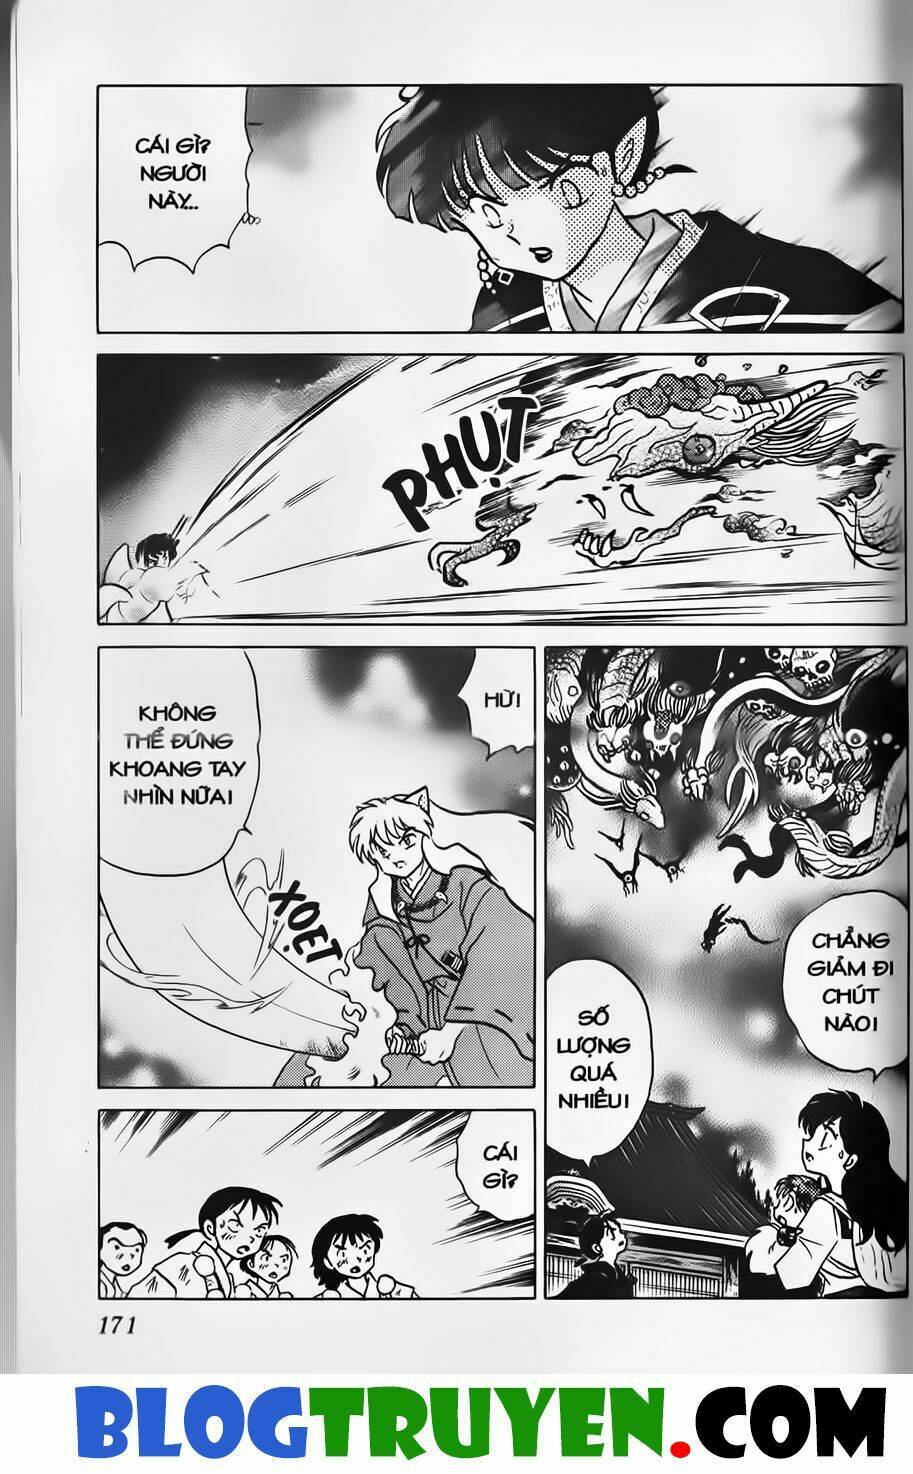 CÁI GÌ?
NGƯỜI
NÀY...
PHỤT
CHẲNG
GIẢM ĐI
CHÚT
NÀO!
SỐ
LƯỢNG
QUÁ
NHIỀU!
HỪ!
KHÔNG
THỂ ĐỨNG
KHOANG TAY
NHÌN NỮA!
XOẸT
CÁI
GÌ?
171
BLOGTRUYEN.COM